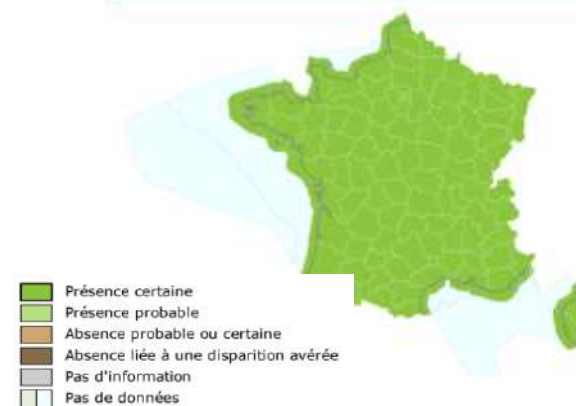 Présence certaine
Présence probable
Absence probable ou certaine
Absence liée à une disparition avérée
Pas d'information
Pas de données